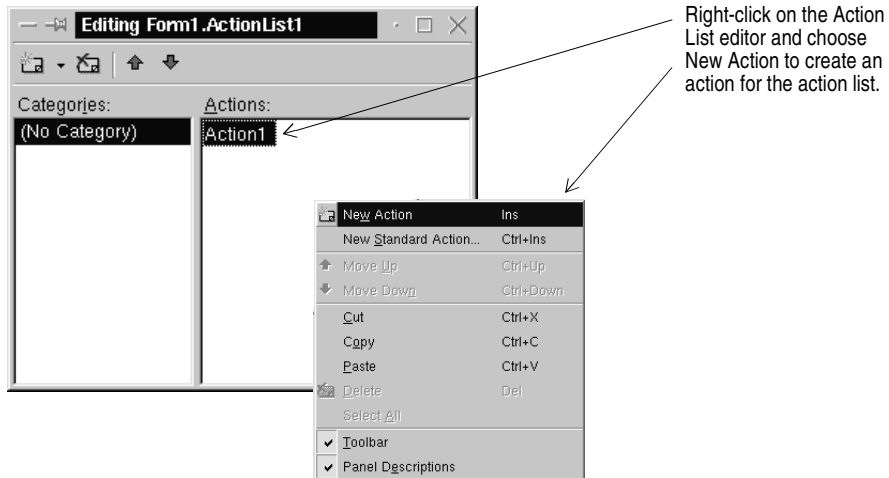 Editing Form1.ActionList1
Right-click on the Action
List editor and choose
New Action to create an
action for the action list.
Categories:
Actions:
(No Category)
Action1
New Action Ins
New Standard Action... Ctrl+Ins
Move Up Ctrl+Up
Move Down Ctrl+Down
Cut Ctrl+X
Copy Ctrl+C
Paste Ctrl+V
Delete Del
Select All
Toolbar
Panel Descriptions